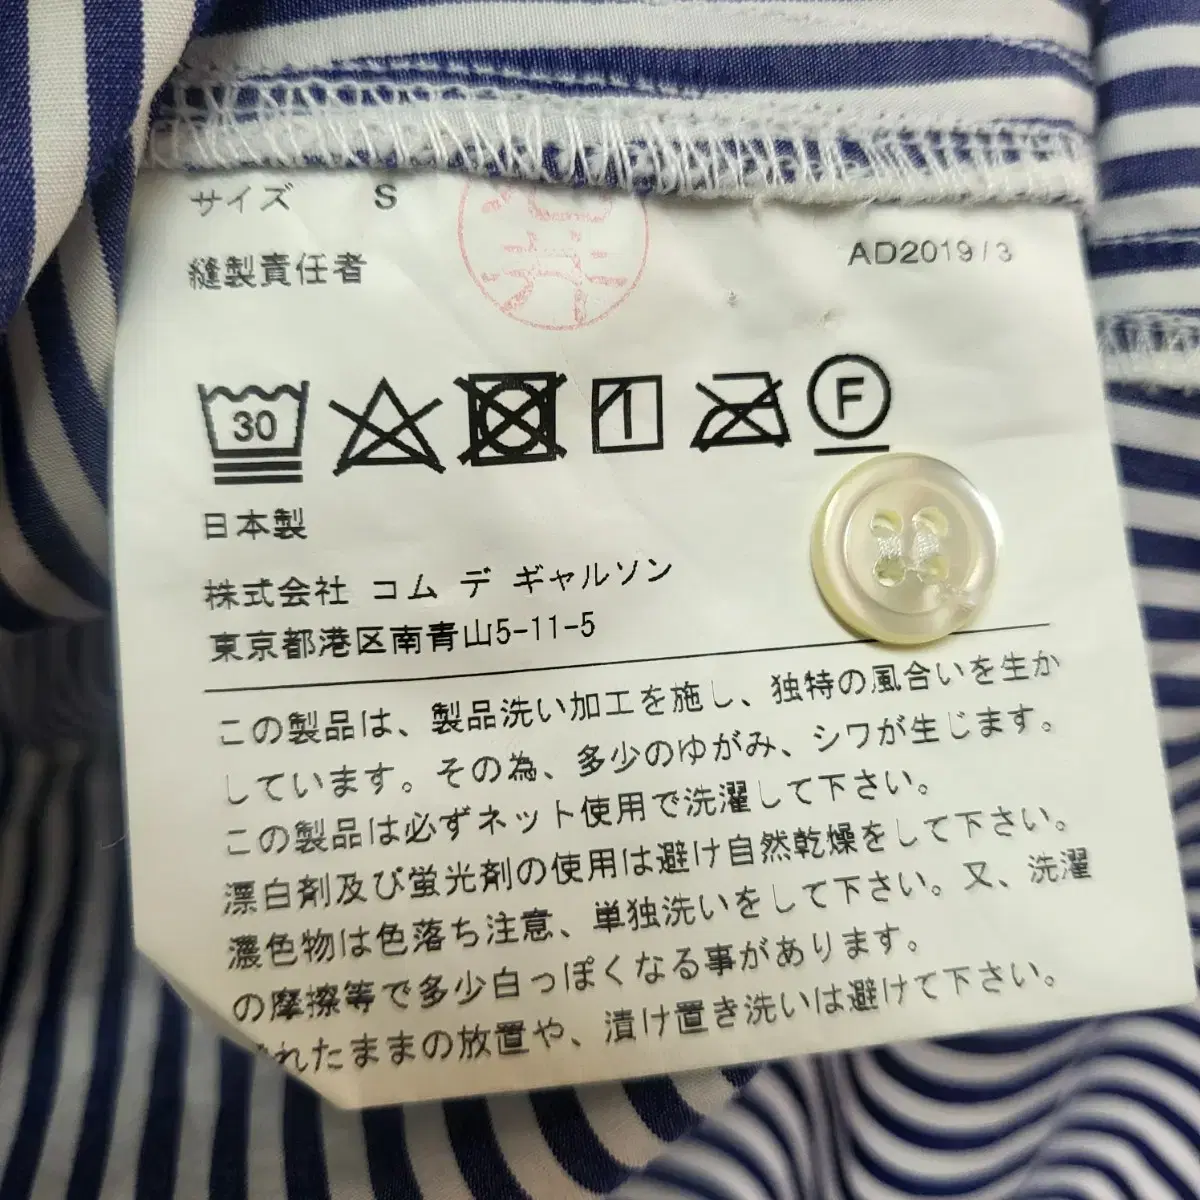 サイズ S
縫製責任者
AD2019/3
30
F
日本製
株式会社 コム デ ギャルソン
東京都港区南青山5-11-5
この製品は、製品洗い加工を施し、独特の風合いを生か
しています。その為、多少のゆがみ、シワが生じます。
この製品は必ずネット使用で洗濯して下さい。
漂白剤及び蛍光剤の使用は避け自然乾燥をして下さい。
濃色物は色落ち注意、単独洗いをして下さい。又、洗濯
の摩擦等で多少白っぽくなる事があります。
れたままの放置や、漬け置き洗いは避けて下さい。